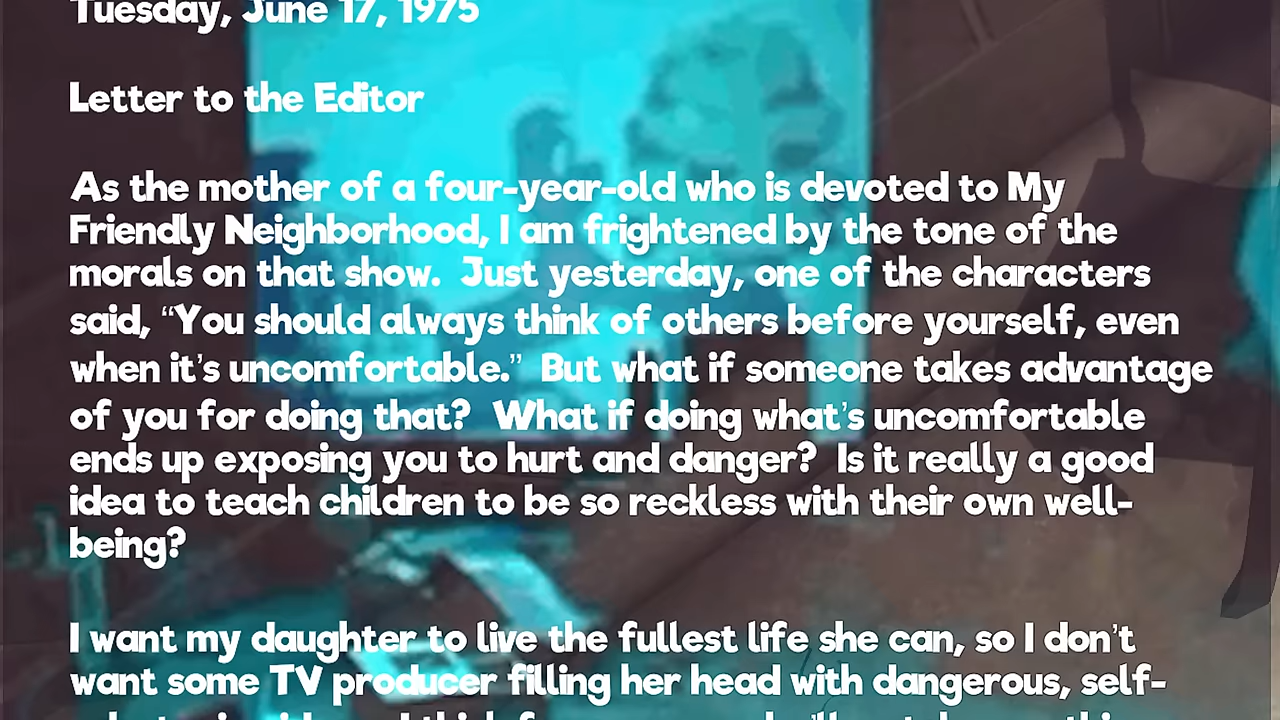 Tuesday, June 17, 1975
Letter to the Editor
As the mother of a four-year-old who is devoted to My
Friendly Neighborhood, I am frightened by the tone of the
morals on that show.  Just yesterday, one of the characters
said, “You should always think of others before yourself, even
when it’s uncomfortable.”  But what if someone takes advantage
of you for doing that?  What if doing what’s uncomfortable
ends up exposing you to hurt and danger?  Is it really a good
idea to teach children to be so reckless with their own well-
being?
I want my daughter to live the fullest life she can, so I don’t
want some TV producer filling her head with dangerous, self-